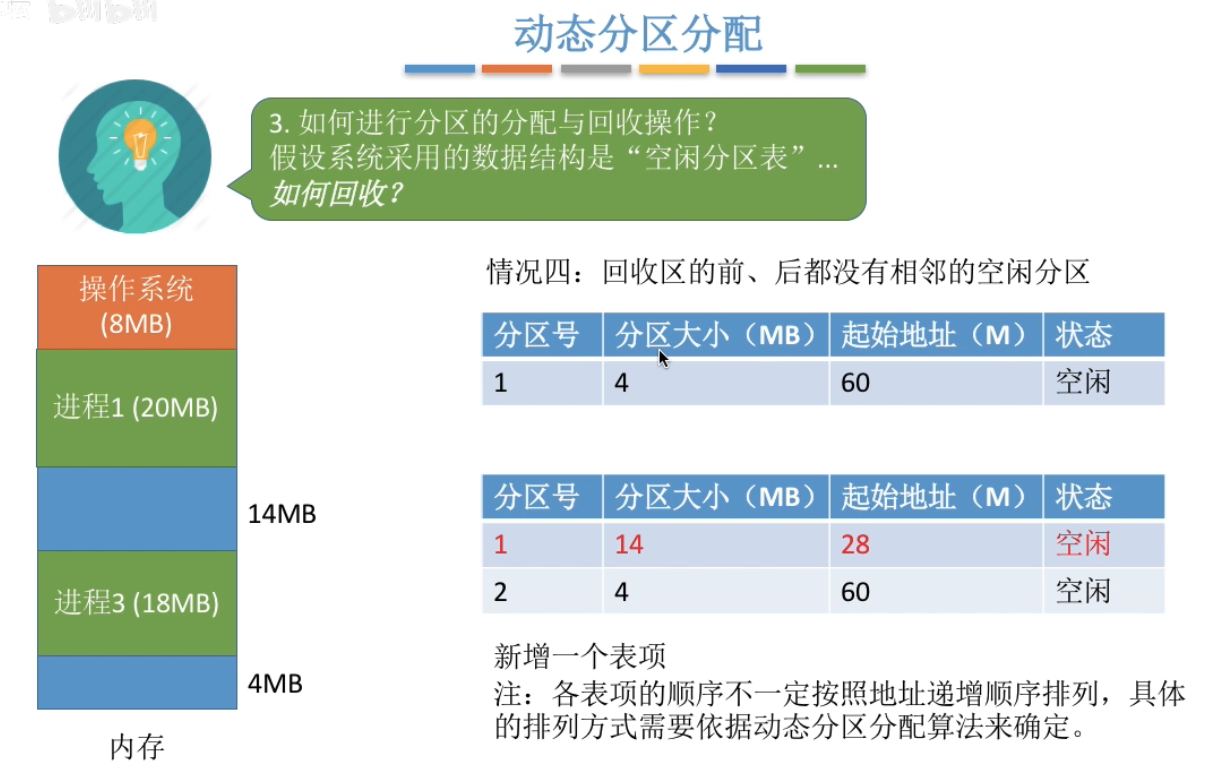 动态分区分配
3. 如何进行分区的分配与回收操作？
假设系统采用的数据结构是“空闲分区表”...
如何回收？
操作系统
(8MB)
进程1 (20MB)
14MB
进程3 (18MB)
4MB
内存
情况四：回收区的前、后都没有相邻的空闲分区
分区号 分区大小（MB） 起始地址（M） 状态
1 4 60 空闲
分区号 分区大小（MB） 起始地址（M） 状态
1 14 28 空闲
2 4 60 空闲
新增一个表项
注：各表项的顺序不一定按照地址递增顺序排列，具体
的排列方式需要依据动态分区分配算法来确定。